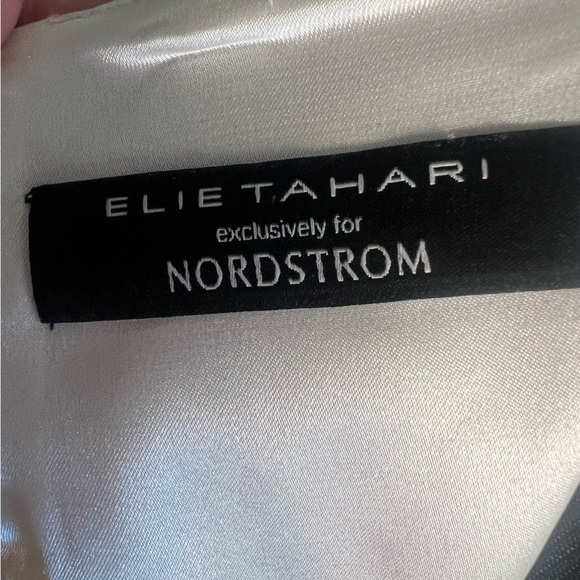 ELIE TAHARI
exclusively for
NORDSTROM